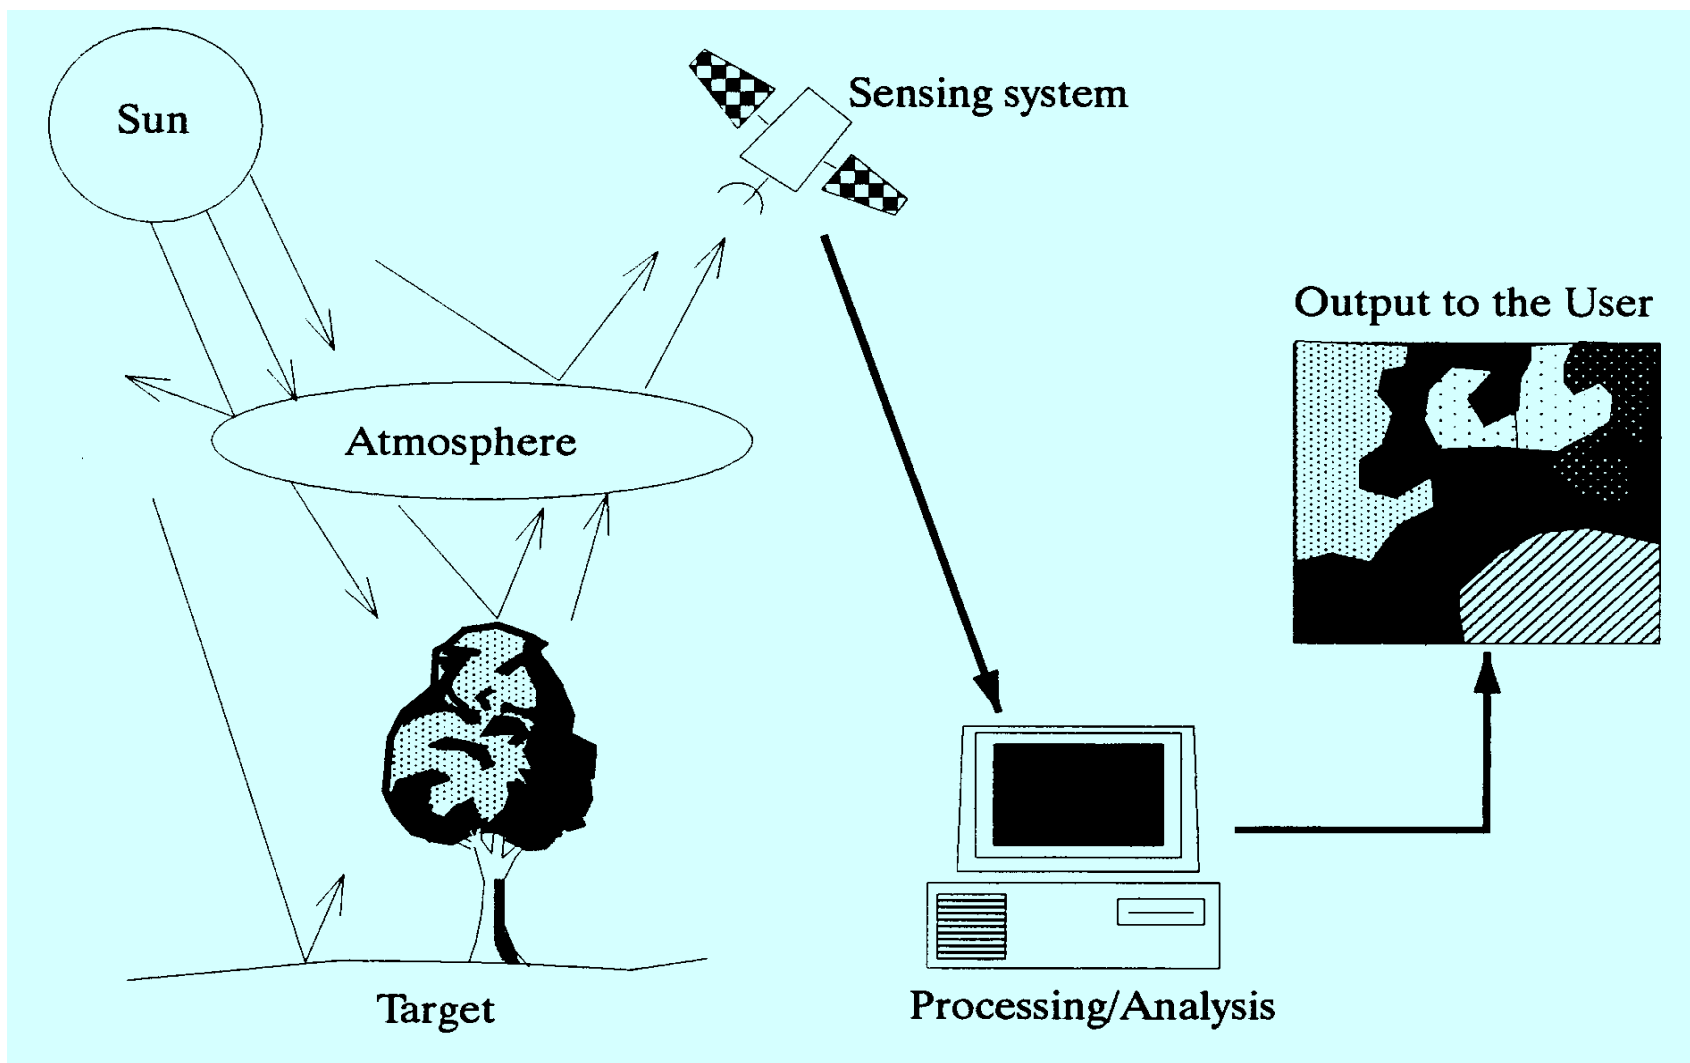 Sun
Sensing system
Output to the User
Atmosphere
Target
Processing/Analysis